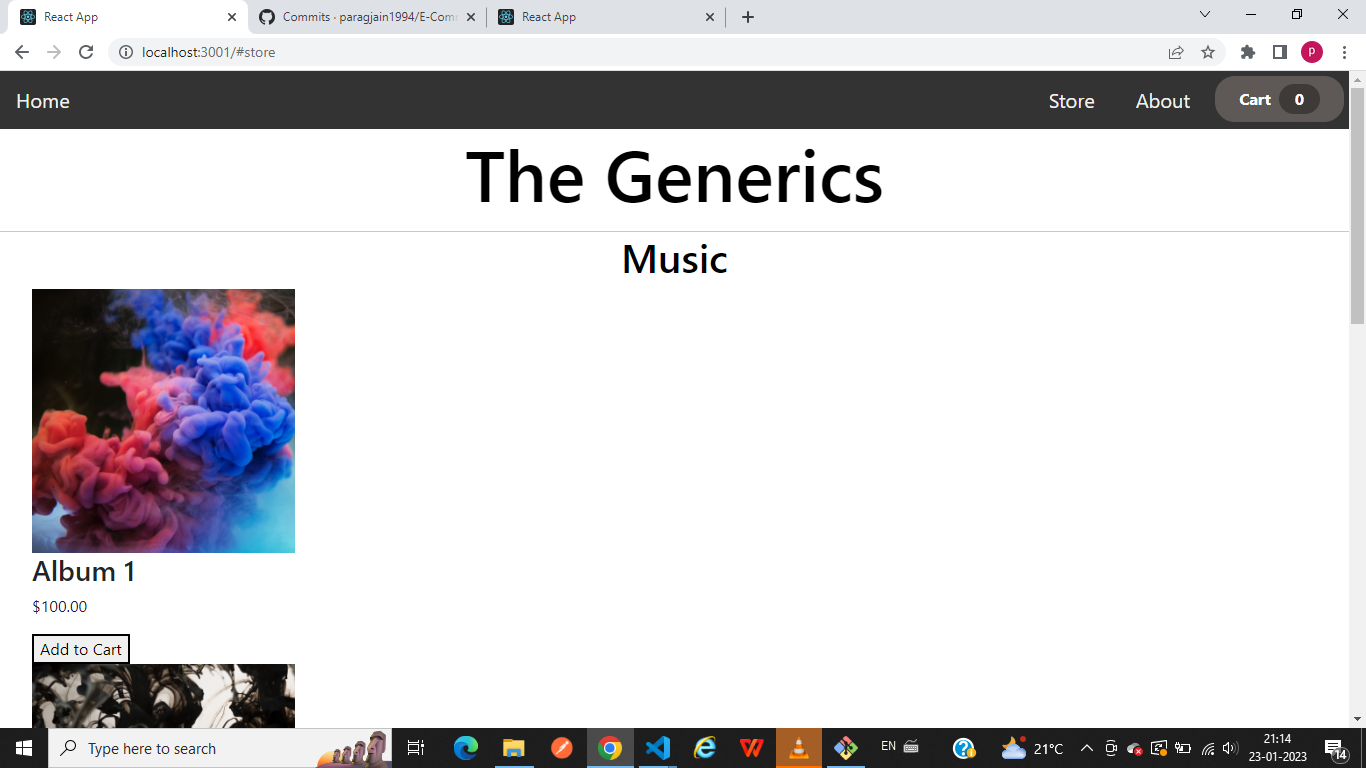 React App
Commits · paragjain1994/E-Com
React App
localhost:3001/#store
P
Home
Store
About
Cart 0
The Generics
Music
Album 1
$100.00
Add to Cart
Type here to search
EN
21°C
21:14
23-01-2023
14